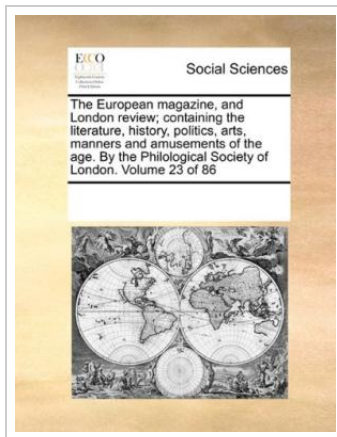 ECCO
Social Sciences
The European magazine, and
London review; containing the
literature, history, politics, arts,
manners and amusements of the
age. By the Philological Society of
London. Volume 23 of 86